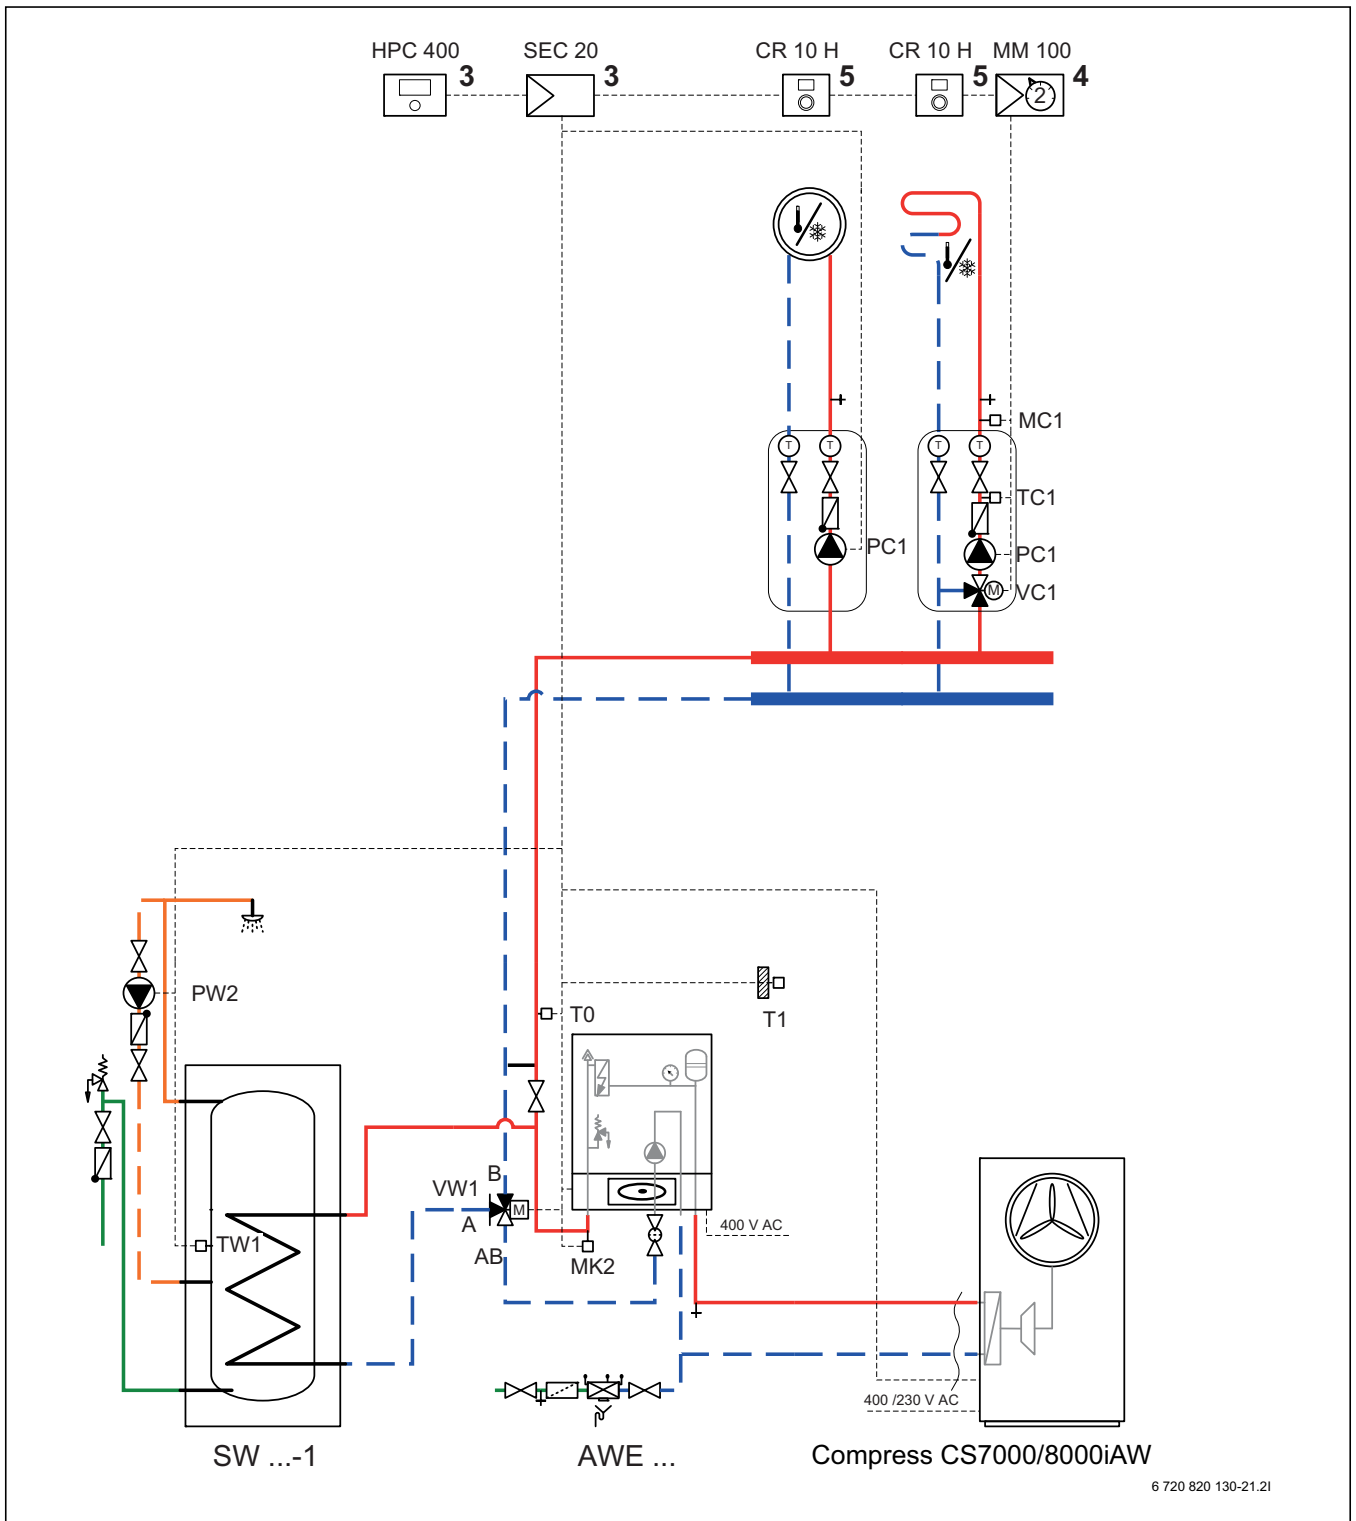 HPC 400
3
SEC 20
3
CR 10 H
5
CR 10 H
5
MM 100
4
2
MC1
T
T
T
T
TC1
PC1
PC1
VC1
M
PW2
T0
T1
B
VW1
M
A
AB
MK2
400 V AC
TW1
400 /230 V AC
SW ...-1
AWE ...
Compress CS7000/8000iAW
6 720 820 130-21.2I